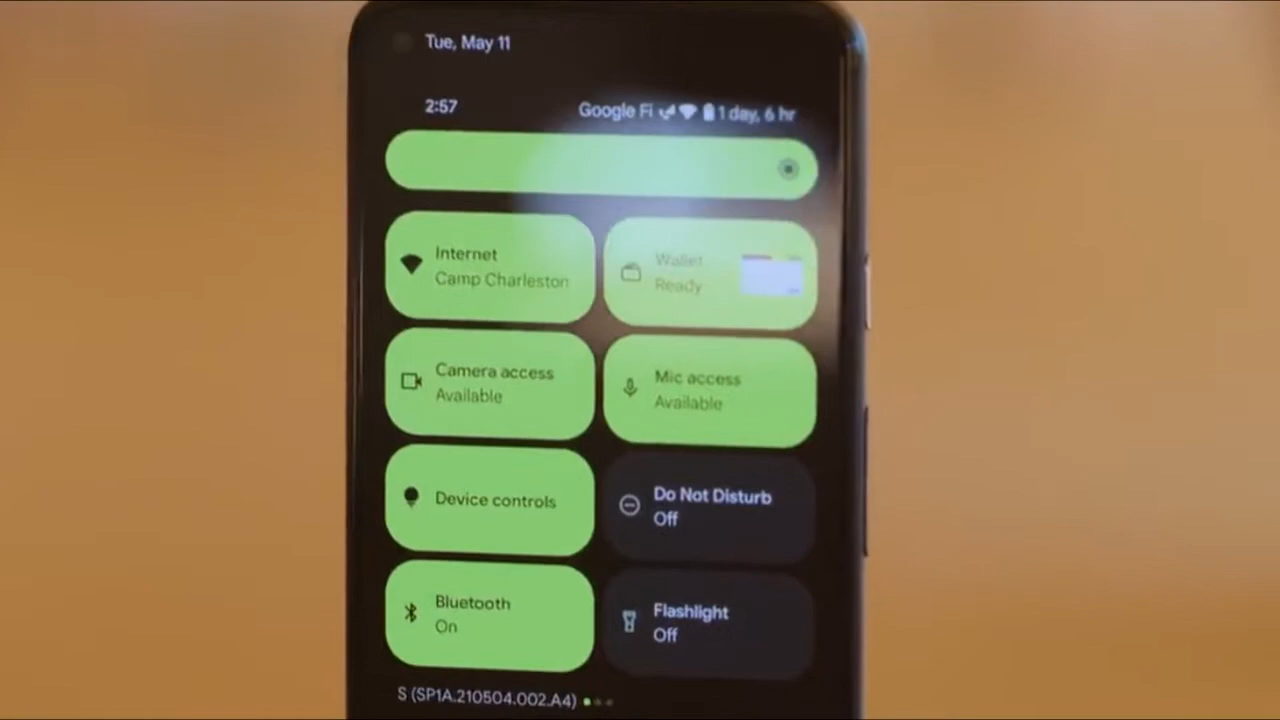 Tue, May 11
2:57
Google Fi 1 day, 6 hr
Internet
Camp Charleston
Wallet
Ready
Camera access
Available
Mic access
Available
Device controls
Do Not Disturb
Off
Bluetooth
On
Flashlight
Off
S (SP1A.210504.002.A4)